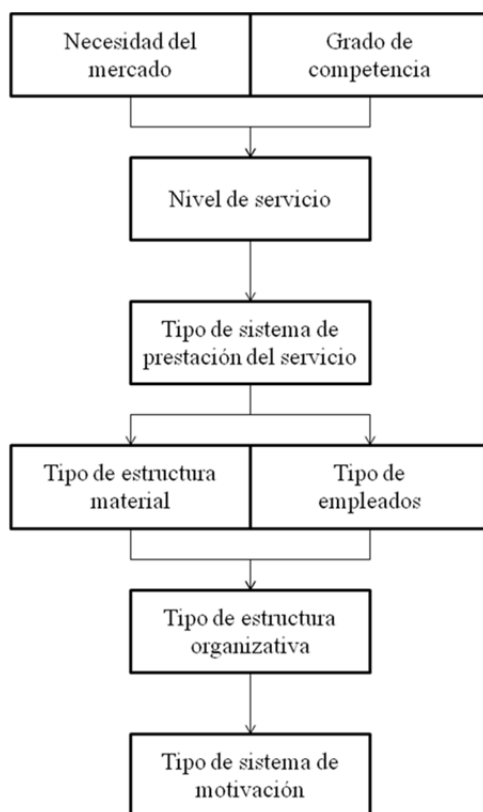 Necesidad del
mercado
Grado de
competencia
Nivel de servicio
Tipo de sistema de
prestación del servicio
Tipo de estructura
material
Tipo de
empleados
Tipo de estructura
organizativa
Tipo de sistema de
motivación